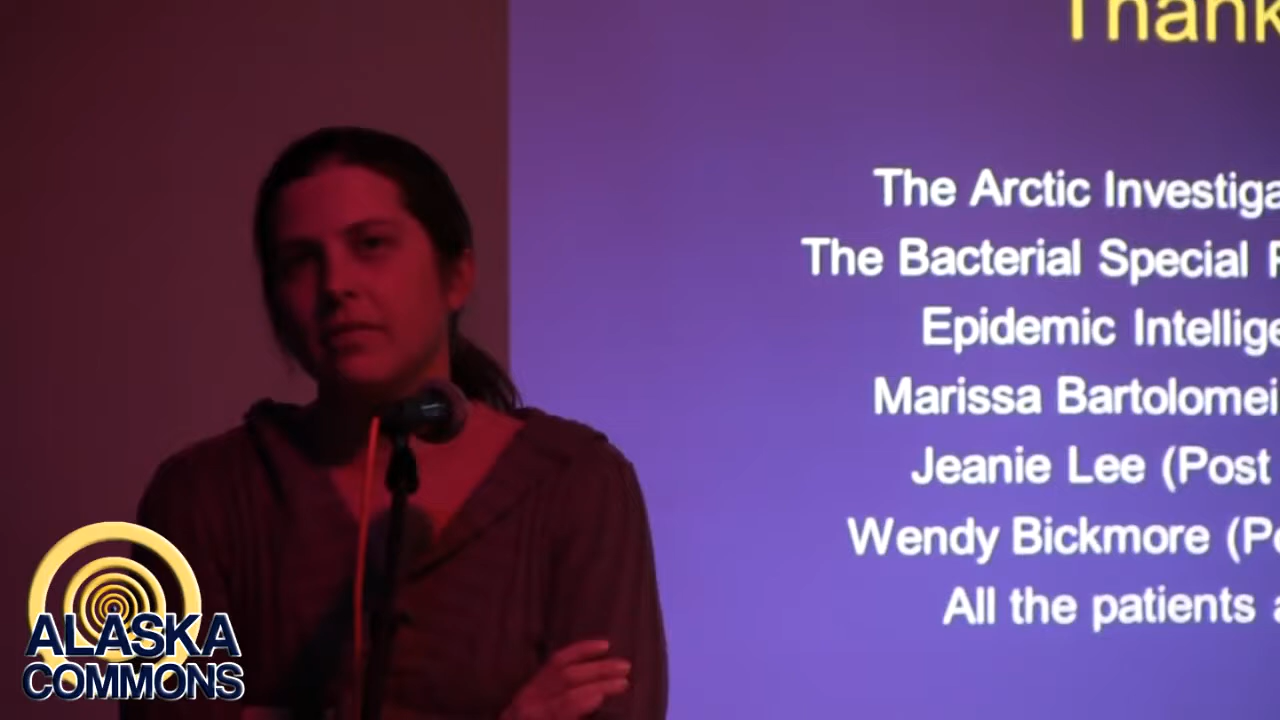 Thank
The Arctic Investiga
The Bacterial Special
Epidemic Intellige
Marissa Bartolomei
Jeanie Lee (Post
Wendy Bickmore (Po
All the patients a
ALASKA
COMMONS